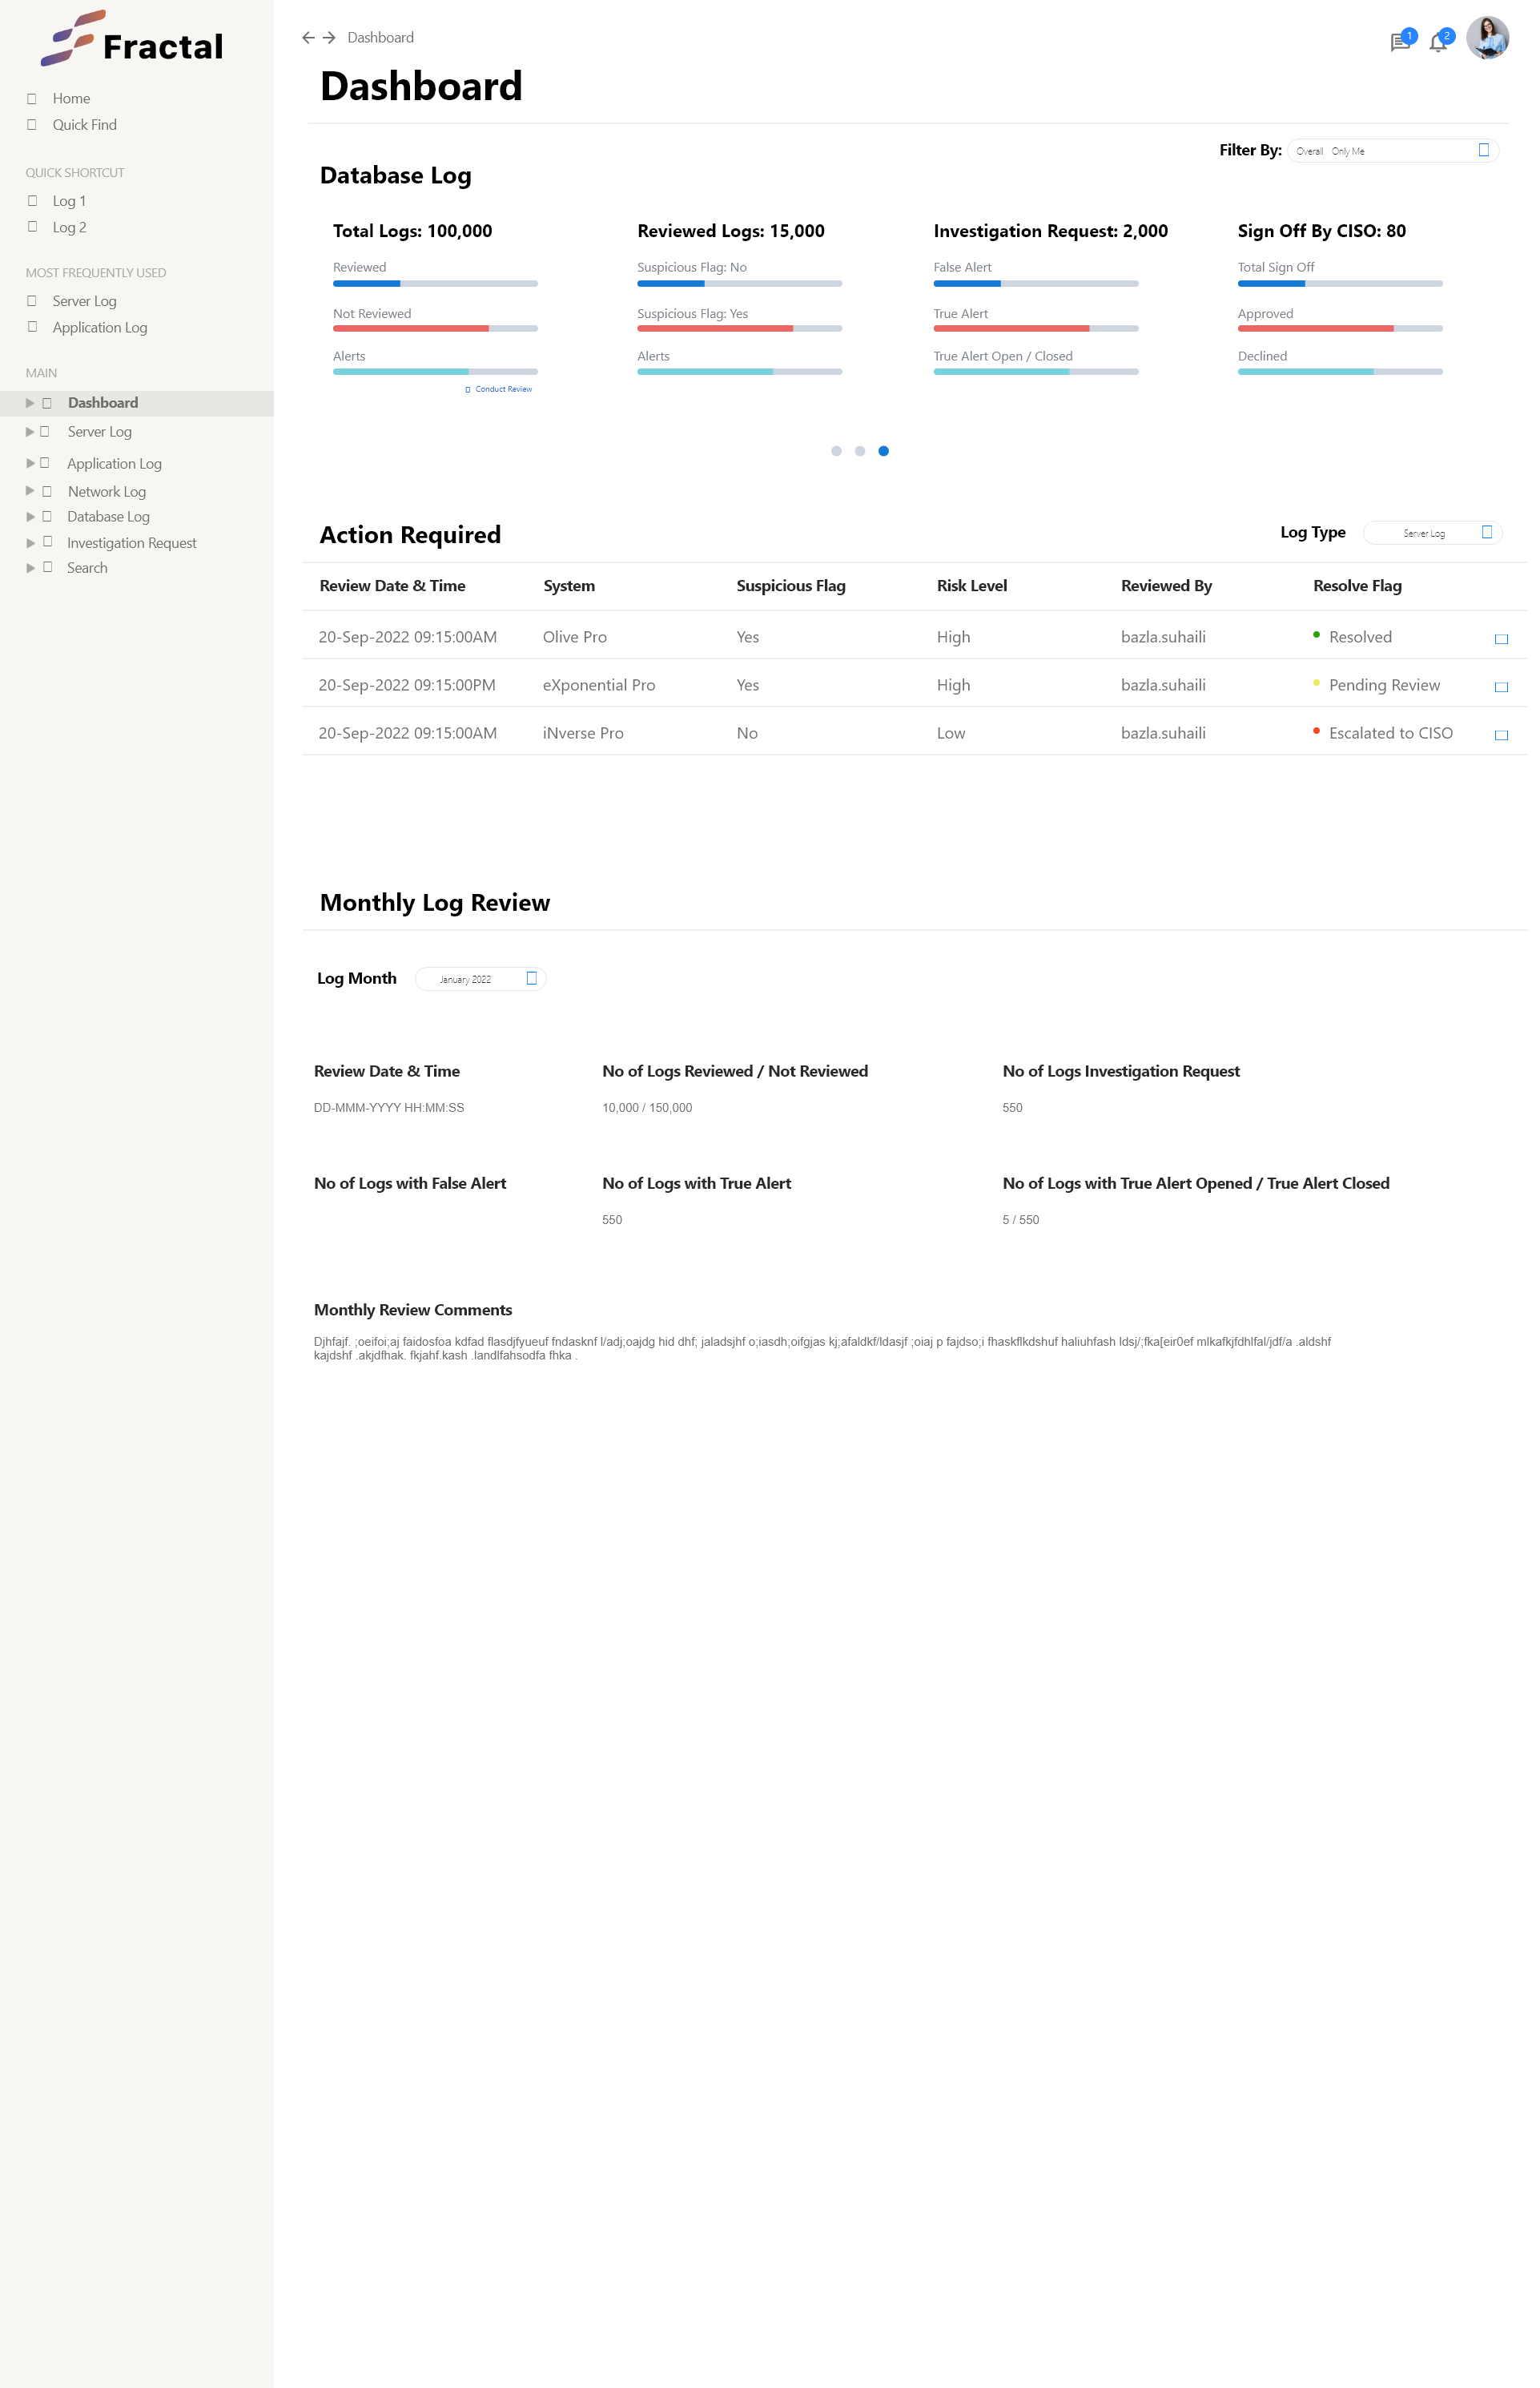 Fractal
Home
Quick Find
QUICK SHORTCUT
Log 1
Log 2
MOST FREQUENTLY USED
Server Log
Application Log
MAIN
Dashboard
Server Log
Application Log
Network Log
Database Log
Investigation Request
Search
Dashboard
1
2
Dashboard
Filter By: Overall Only Me
Database Log
Total Logs: 100,000
Reviewed
Not Reviewed
Alerts
Conduct Review
Reviewed Logs: 15,000
Suspicious Flag: No
Suspicious Flag: Yes
Alerts
Investigation Request: 2,000
False Alert
True Alert
True Alert Open / Closed
Sign Off By CISO: 80
Total Sign Off
Approved
Declined
Action Required
Log Type Server Log
Review Date & Time System Suspicious Flag Risk Level Reviewed By Resolve Flag
20-Sep-2022 09:15:00AM Olive Pro Yes High bazla.suhaili Resolved
20-Sep-2022 09:15:00PM eXponential Pro Yes High bazla.suhaili Pending Review
20-Sep-2022 09:15:00AM iNverse Pro No Low bazla.suhaili Escalated to CISO
Monthly Log Review
Log Month January 2022
Review Date & Time No of Logs Reviewed / Not Reviewed No of Logs Investigation Request
DD-MMM-YYYY HH:MM:SS 10,000 / 150,000 550
No of Logs with False Alert No of Logs with True Alert No of Logs with True Alert Opened / True Alert Closed
550 5 / 550
Monthly Review Comments
Djhfajf. ;oeifoi;aj faidosfoa kdfad flasdjfyueuf fndasknf l/adj;oajdg hid dhf; jaladsjhf o;iasdh;oifgjas kj;afaldkf/ldasjf ;oiaj p fajdso;i fhaskflkdshuf haliuhfash ldsj/;fka[eir0ef mlkafkjfdhlfal/jdf/a .aldshf
kajdshf .akjdfhak. fkjahf.kash .landlfahsodfa fhka .